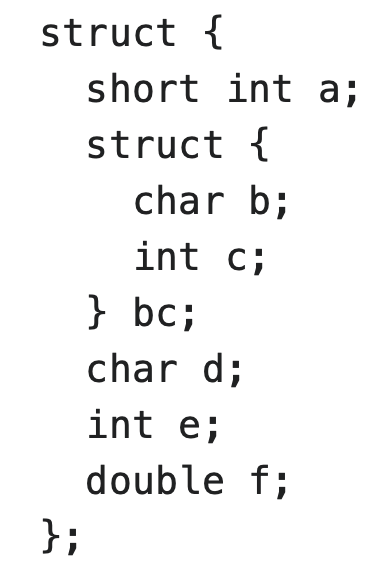 struct {
  short int a;
  struct {
    char b;
    int c;
  } bc;
  char d;
  int e;
  double f;
};